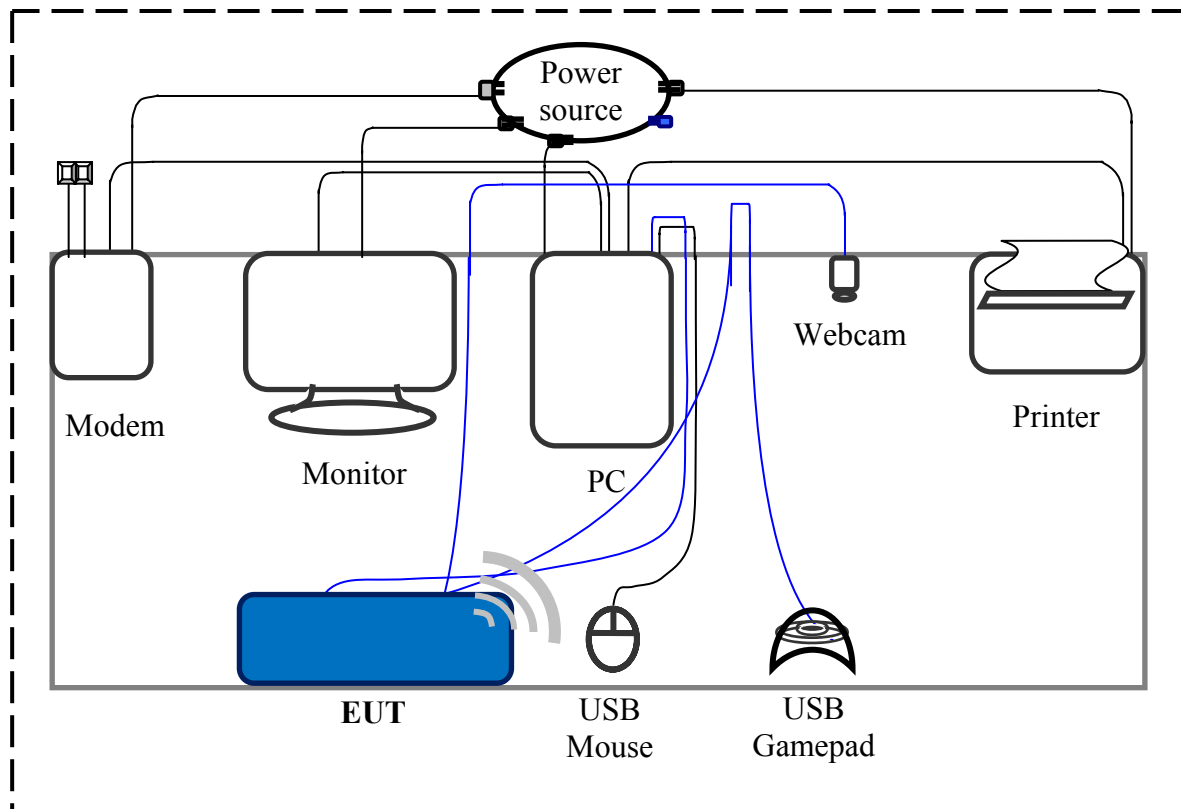 Power
source
Webcam
Modem
Monitor
PC
Printer
EUT
USB
Mouse
USB
Gamepad